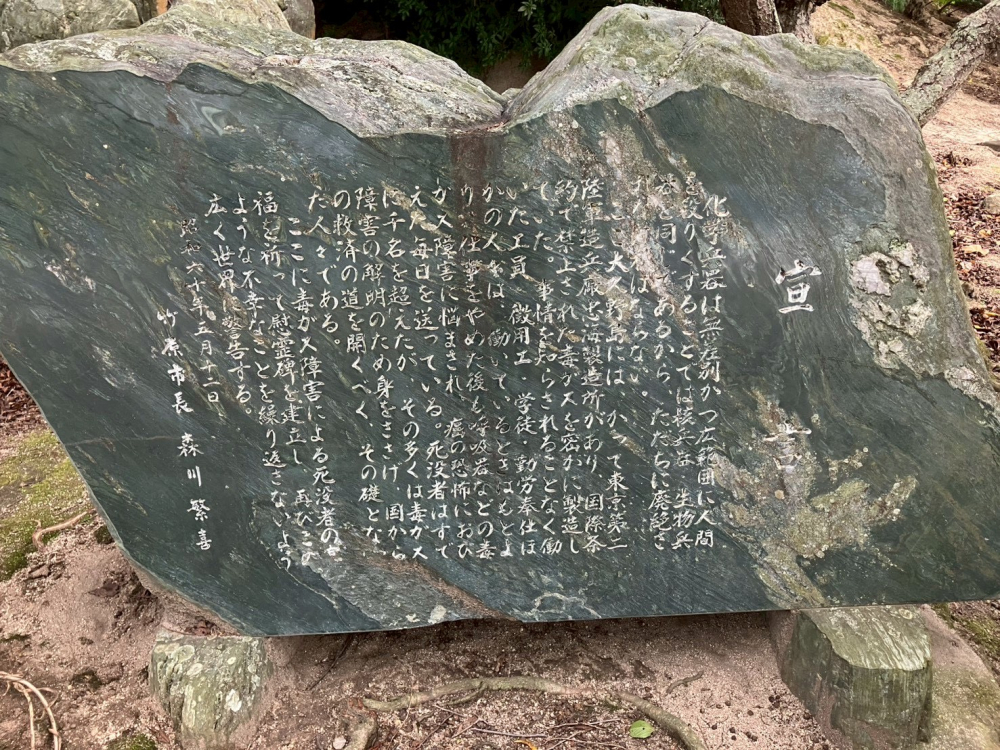 宣言
化学兵器は無差別かつ広範囲に人間
を殺りくすることでは核兵器、生物兵
器と同じであるから、ただちに廃絶さ
れなければならない。
ここ大久野島には、かつて東京第二
陸軍造兵廠忠海製造所があり、国際条
約で禁止された毒ガスを密かに製造し
ていた。事情を知らされることなく働
いた工員、徴用工、学徒・勤労奉仕ほ
かの人々は、働いているときはもとよ
り、仕事をやめた後も呼吸器などの毒
ガス障害に悩まされ、癌の恐怖におび
えた毎日を送っている。死没者はすで
に千名を超えたが、その多くは毒ガス
障害の解明のため身をささげ、国から
の救済の道を開くべく、その礎となっ
た人々である。
ここに毒ガス障害による死没者の冥
福を祈って慰霊碑を建立し、再びこの
ような不幸なことを繰り返さないよう
広く世界に警告する。
昭和六十年五月十二日
竹原市長 森川繁喜